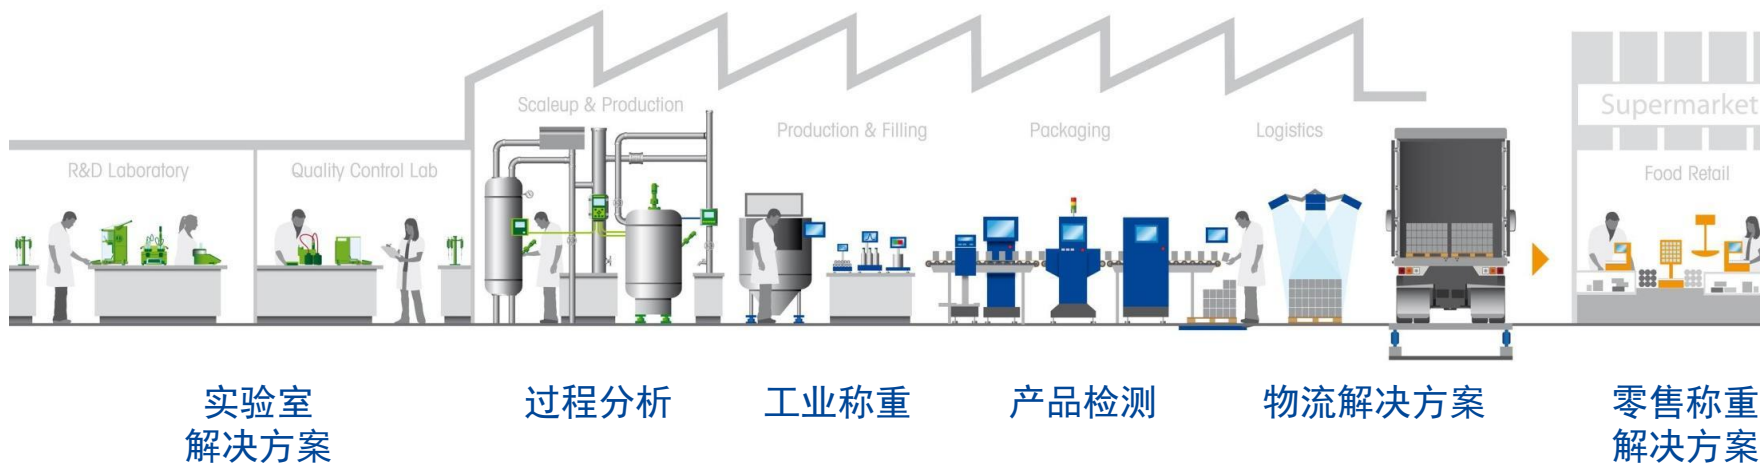 Scaleup & Production
Production & Filling
Packaging
Logistics
Supermarket
R&D Laboratory
Quality Control Lab
Food Retail
实验室
解决方案
过程分析
工业称重
产品检测
物流解决方案
零售称重
解决方案